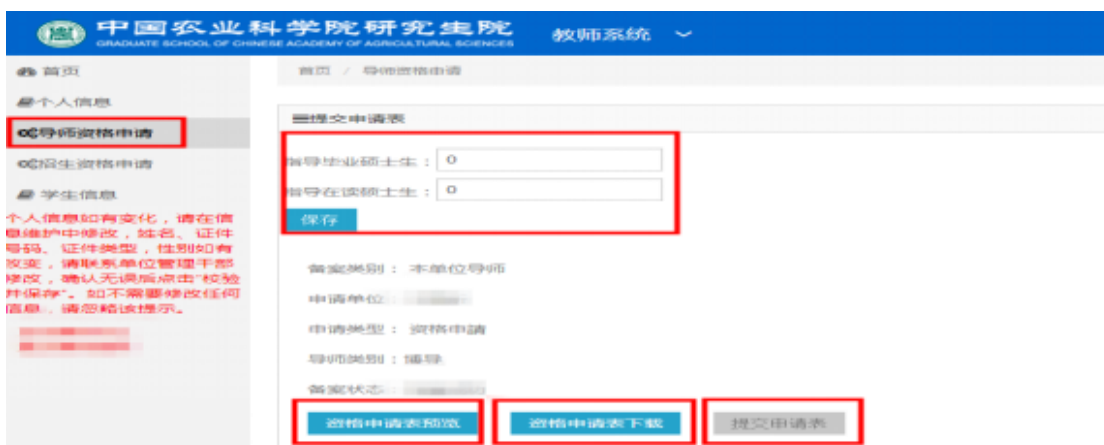 中国农业科学院研究生院
GRADUATE SCHOOL OF CHINESE ACADEMY OF AGRICULTURAL SCIENCES
教师系统
首页
个人信息
导师资格申请
招生资格申请
学生信息
个人信息如有变化，请在信
息维护中修改，姓名、证件
号码、证件类型，性别如有
改变，请联系单位管理干部
修改，确认无误后点击"校验
并保存"。如不需要修改任何
信息，请忽略该提示。
首页 / 导师资格申请
提交申请表
指导毕业硕士生：0
指导在读硕士生：0
保存
备案类别：本单位导师
申请单位
申请类型：资格申請
导师类别：博导
备案状态：
资格申请表预览
资格申请表下载
提交申请表